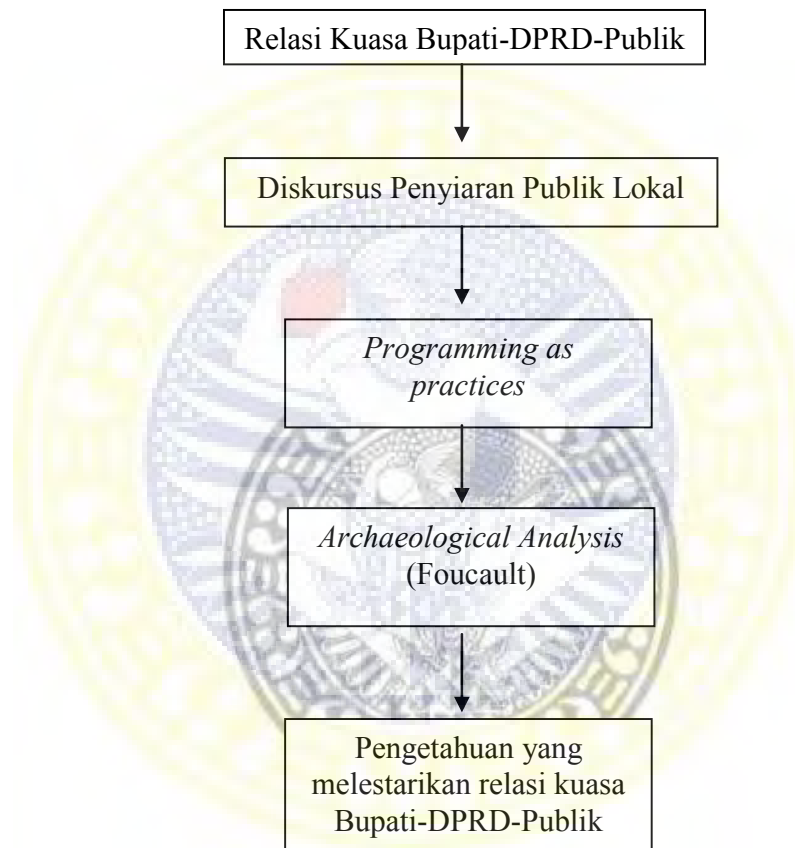 Relasi Kuasa Bupati-DPRD-Publik
Diskursus Penyiaran Publik Lokal
Programming as
practices
Archaeological Analysis
(Foucault)
Pengetahuan yang
melestarikan relasi kuasa
Bupati-DPRD-Publik